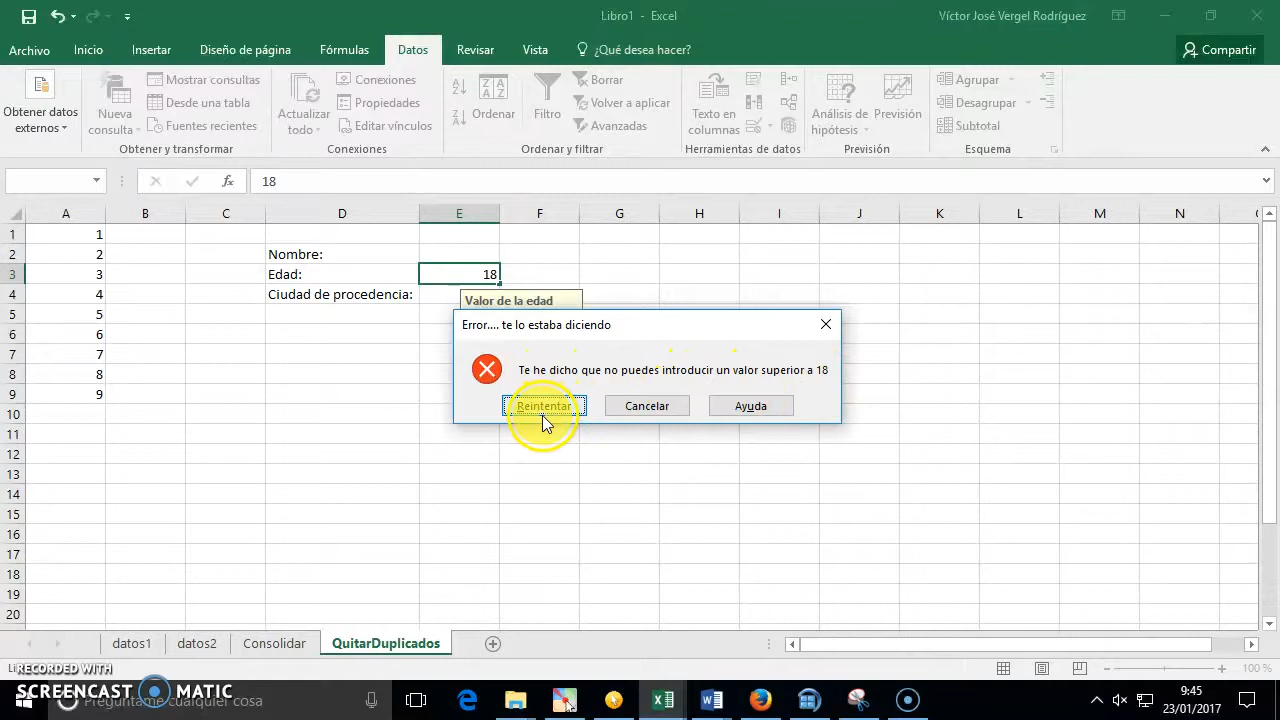 Libro1 - Excel
Víctor José Vergel Rodríguez
Archivo Inicio Insertar Diseño de página Fórmulas Datos Revisar Vista ¿Qué desea hacer? Compartir
Obtener datos externos
Nueva consulta
Mostrar consultas
Desde una tabla
Fuentes recientes
Obtener y transformar
Actualizar todo
Conexiones
Propiedades
Editar vínculos
Conexiones
Ordenar
Filtro
Borrar
Volver a aplicar
Avanzadas
Ordenar y filtrar
Texto en columnas
Herramientas de datos
Análisis de hipótesis
Previsión
Previsión
Agrupar
Desagrupar
Subtotal
Esquema
fx 18
A B C D E F G H I J K L M N
1 1
2 2 Nombre:
3 3 Edad: 18
4 4 Ciudad de procedencia:
5 5
6 6
7 7
8 8
9 9
10
11
12
13
14
15
16
17
18
19
20
Valor de la edad
Error.... te lo estaba diciendo
Te he dicho que no puedes introducir un valor superior a 18
Reintentar Cancelar Ayuda
datos1 datos2 Consolidar QuitarDuplicados
100 %
RECORDED WITH
SCREENCAST MATIC
Pregúntame cualquier cosa
9:45
23/01/2017